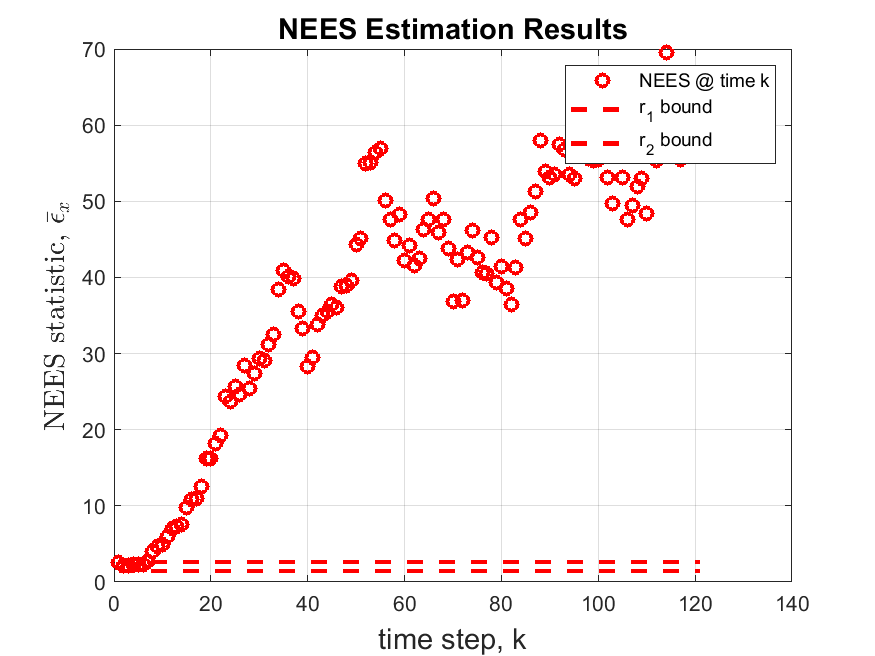 NEES Estimation Results
NEES statistic, ϵ̄ₓ
70
60
50
40
30
20
10
0
NEES @ time k
r₁ bound
r₂ bound
0 20 40 60 80 100 120 140
time step, k